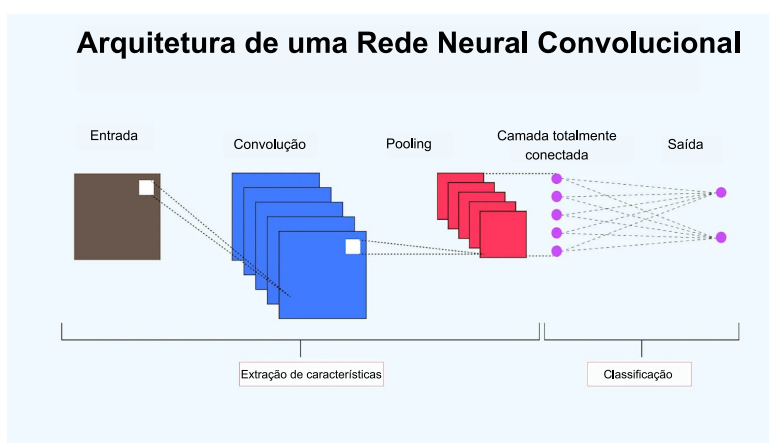 Arquitetura de uma Rede Neural Convolucional
Entrada
Convolução
Pooling
Camada totalmente
conectada
Saída
Extração de características
Classificação